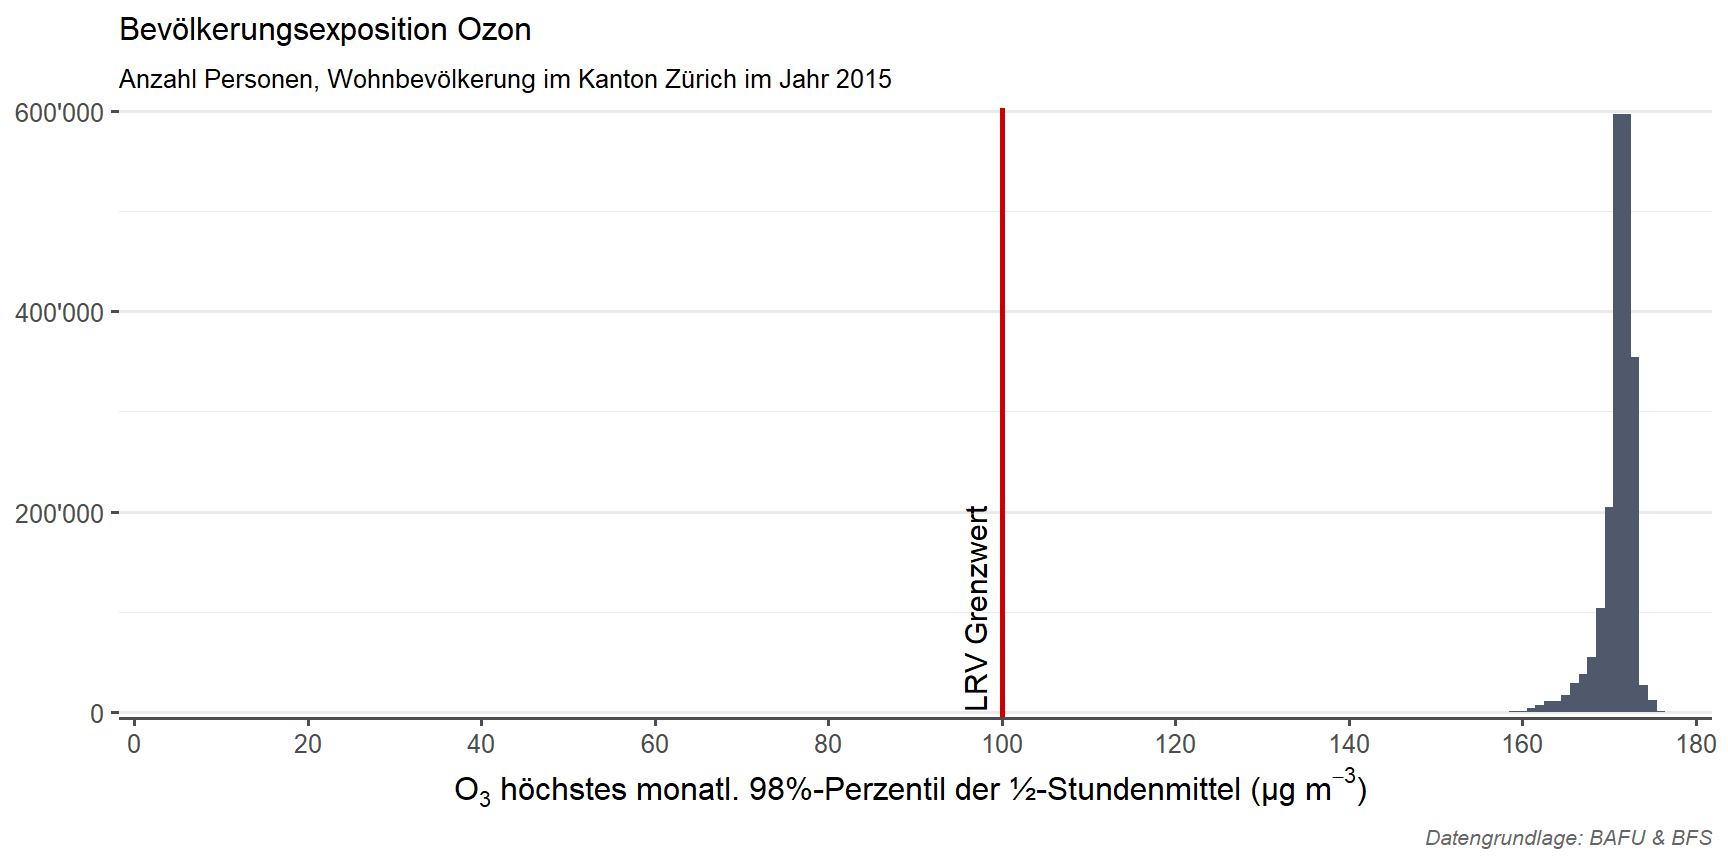 Bevölkerungsexposition Ozon
Anzahl Personen, Wohnbevölkerung im Kanton Zürich im Jahr 2015
600'000
400'000
200'000
0
LRV Grenzwert
0 20 40 60 80 100 120 140 160 180
O₃ höchstes monatl. 98%-Perzentil der ½-Stundenmittel (µg m⁻³)
Datengrundlage: BAFU & BFS